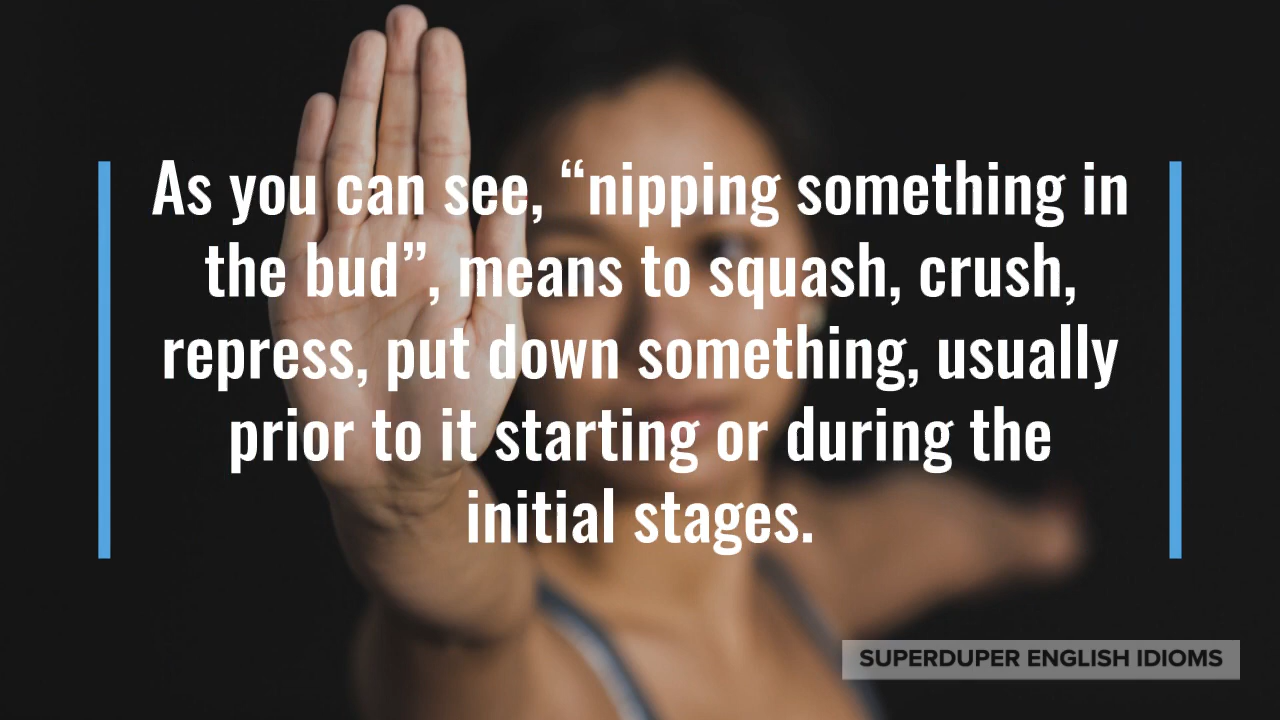 As you can see, “nipping something in
the bud”, means to squash, crush,
repress, put down something, usually
prior to it starting or during the
initial stages.
SUPERDUPER ENGLISH IDIOMS